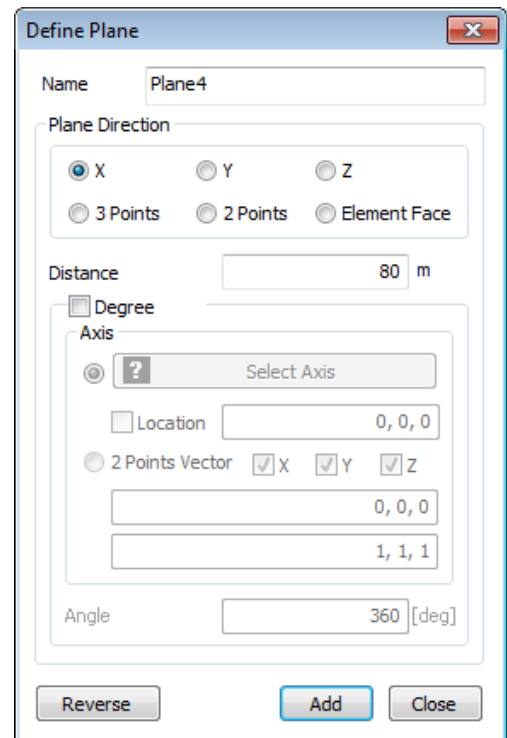 Define Plane
Name Plane4
Plane Direction
X Y Z
3 Points 2 Points Element Face
Distance 80 m
Degree
Axis
? Select Axis
Location 0, 0, 0
2 Points Vector X Y Z
0, 0, 0
1, 1, 1
Angle 360 [deg]
Reverse Add Close